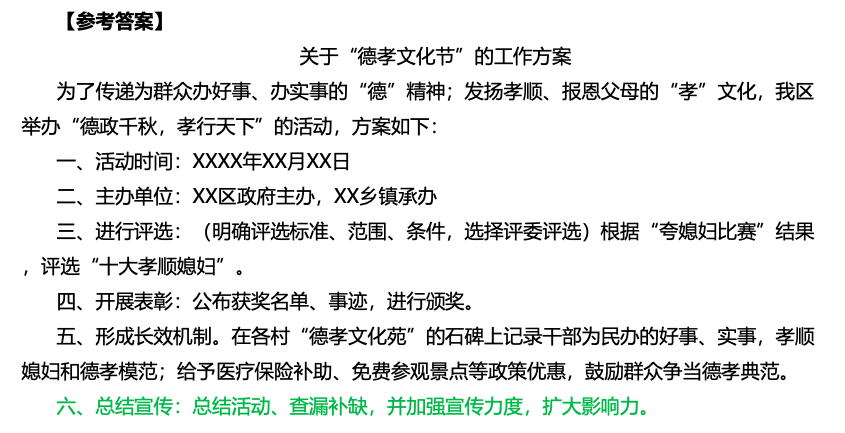 【参考答案】
关于“德孝文化节”的工作方案
为了传递为群众办好事、办实事的“德”精神；发扬孝顺、报恩父母的“孝”文化，我区
举办“德政千秋，孝行天下”的活动，方案如下：
一、活动时间：XXXX年XX月XX日
二、主办单位：XX区政府主办，XX乡镇承办
三、进行评选：（明确评选标准、范围、条件，选择评委评选）根据“夸媳妇比赛”结果
，评选“十大孝顺媳妇”。
四、开展表彰：公布获奖名单、事迹，进行颁奖。
五、形成长效机制。在各村“德孝文化苑”的石碑上记录干部为民办的好事、实事，孝顺
媳妇和德孝模范；给予医疗保险补助、免费参观景点等政策优惠，鼓励群众争当德孝典范。
六、总结宣传：总结活动、查漏补缺，并加强宣传力度，扩大影响力。